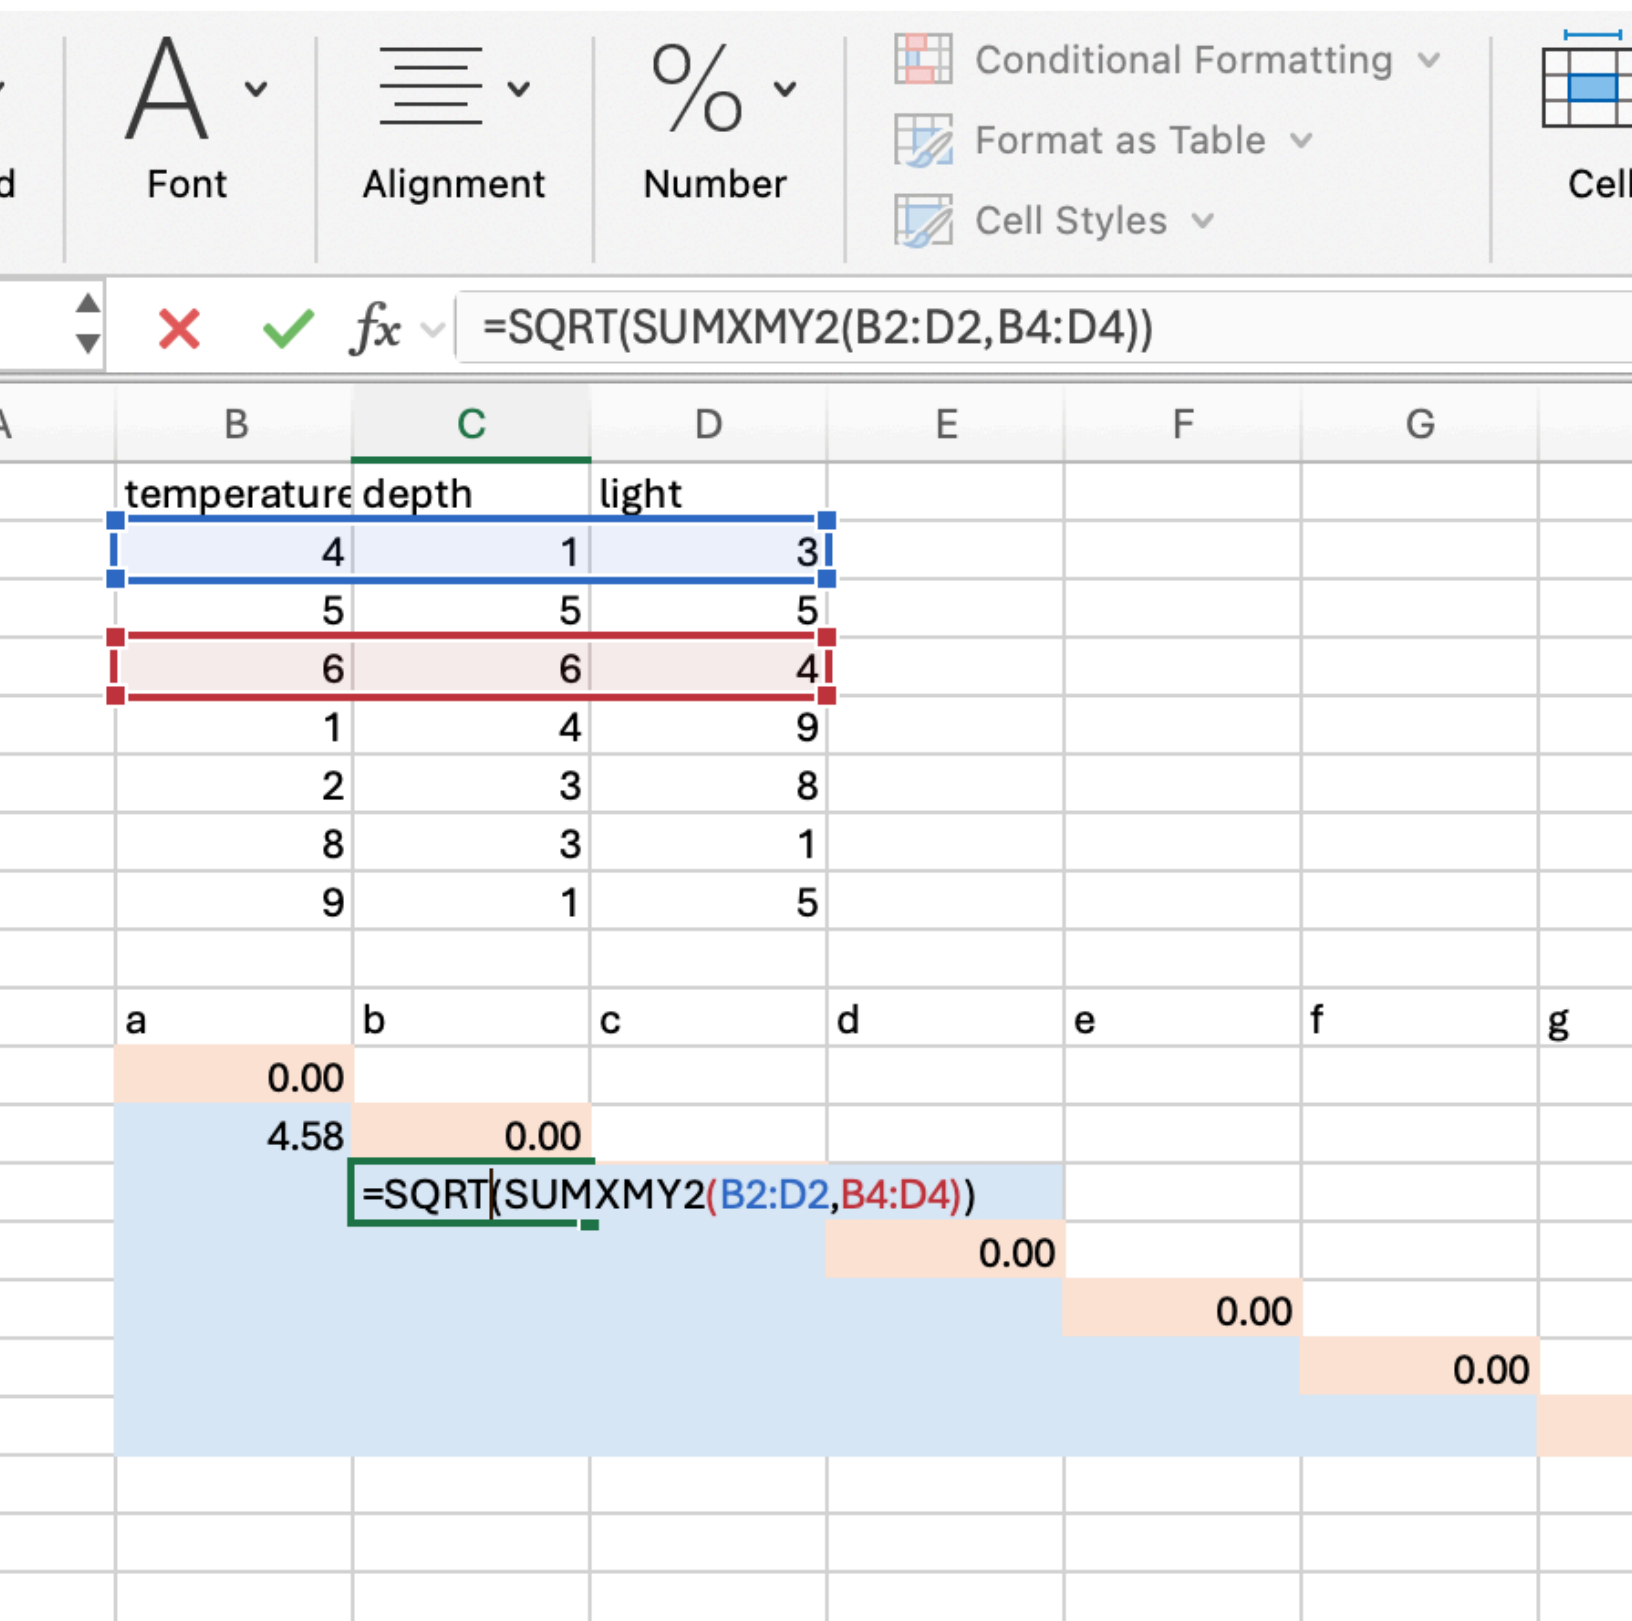 Conditional Formatting
Format as Table
Cell Styles
d Font Alignment Number Cell
fx =SQRT(SUMXMY2(B2:D2,B4:D4))
A B C D E F G
temperature depth light
4 1 3
5 5 5
6 6 4
1 4 9
2 3 8
8 3 1
9 1 5
a b c d e f g
0.00
4.58 0.00
=SQRT(SUMXMY2(B2:D2,B4:D4))
0.00
0.00
0.00